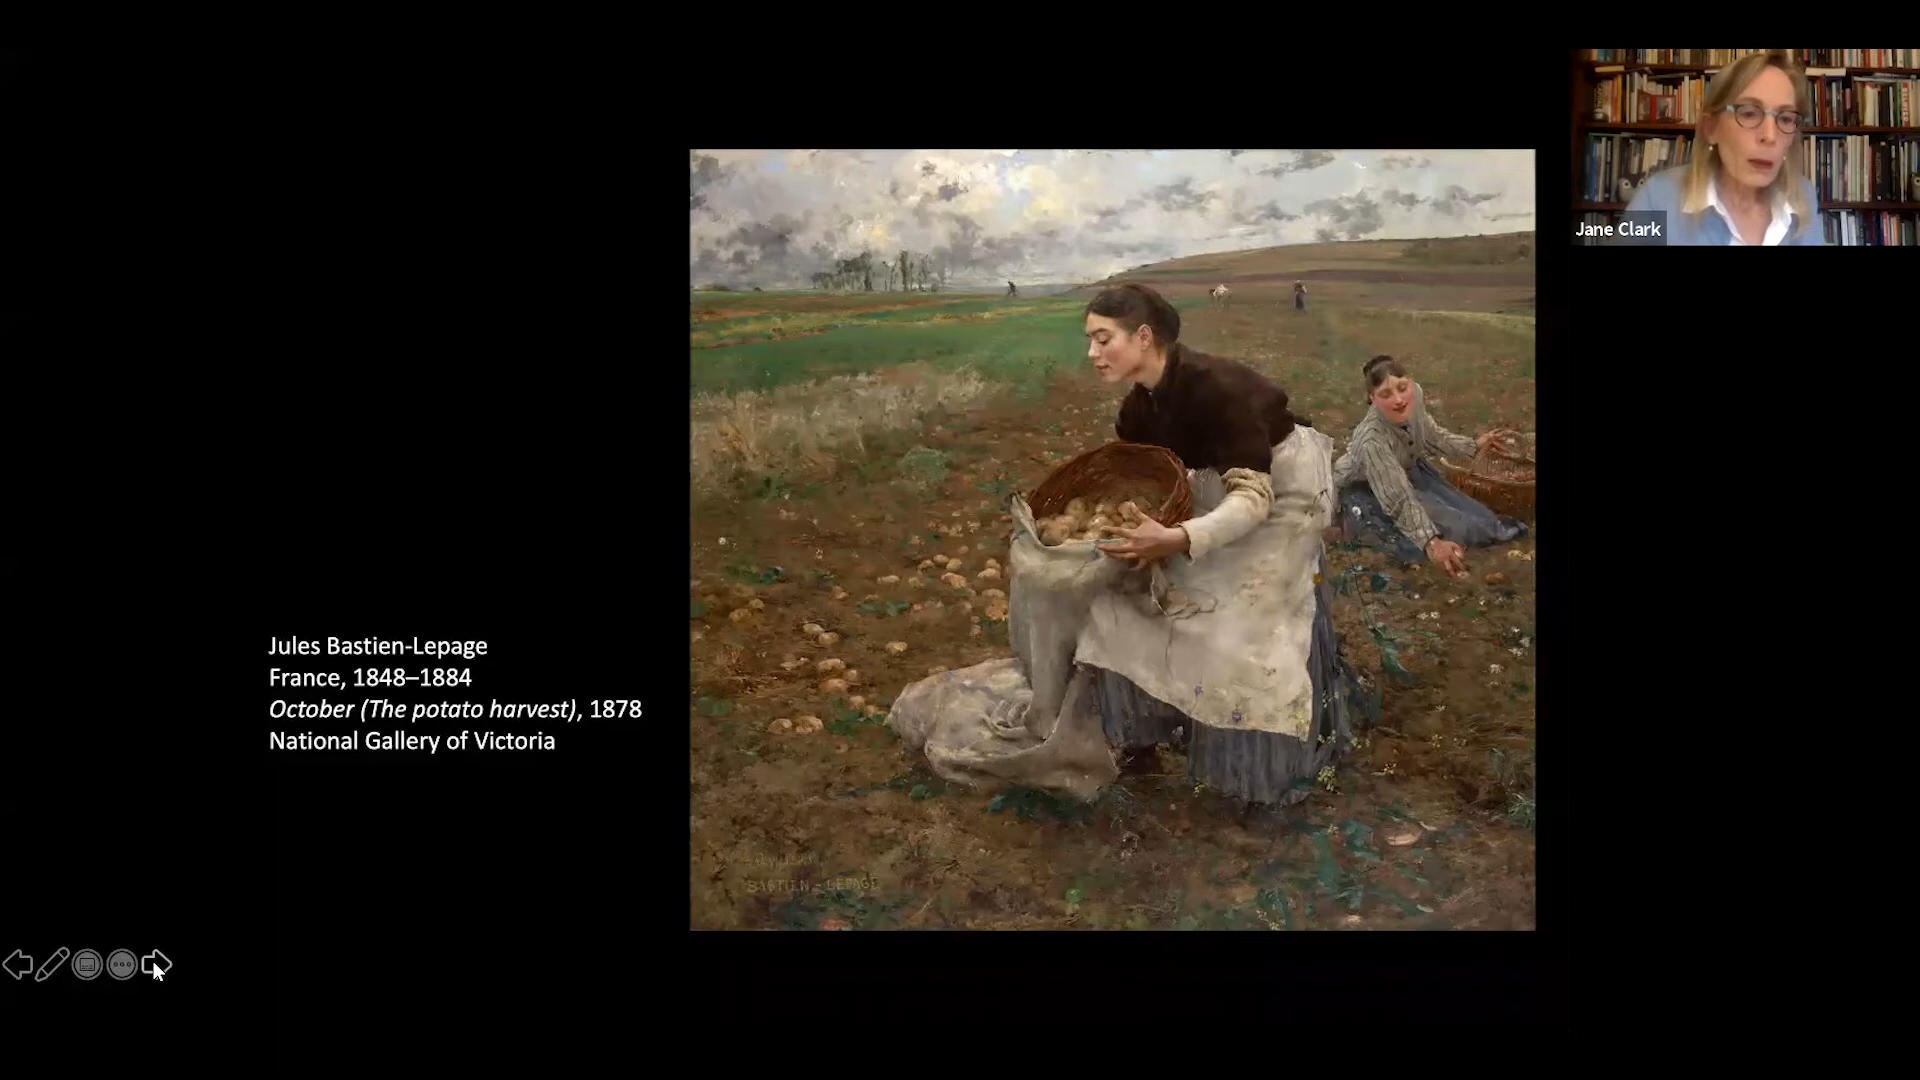 Jane Clark
Jules Bastien-Lepage
France, 1848–1884
October (The potato harvest), 1878
National Gallery of Victoria
BASTIEN-LEPAGE